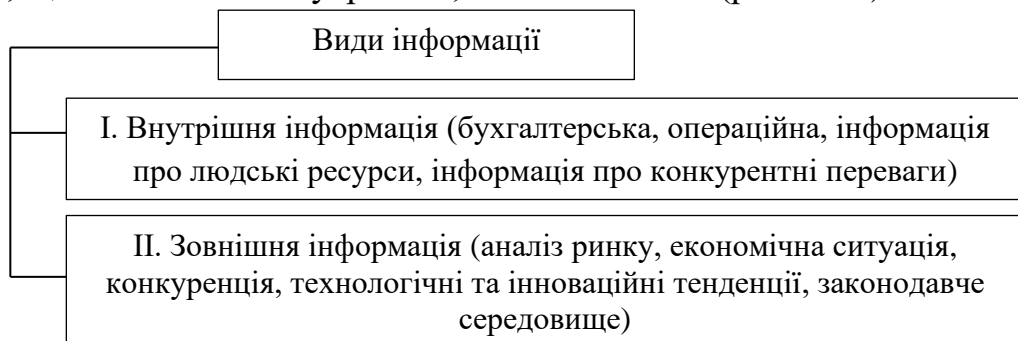 Види інформації
І. Внутрішня інформація (бухгалтерська, операційна, інформація
про людські ресурси, інформація про конкурентні переваги)
ІІ. Зовнішня інформація (аналіз ринку, економічна ситуація,
конкуренція, технологічні та інноваційні тенденції, законодавче
середовище)